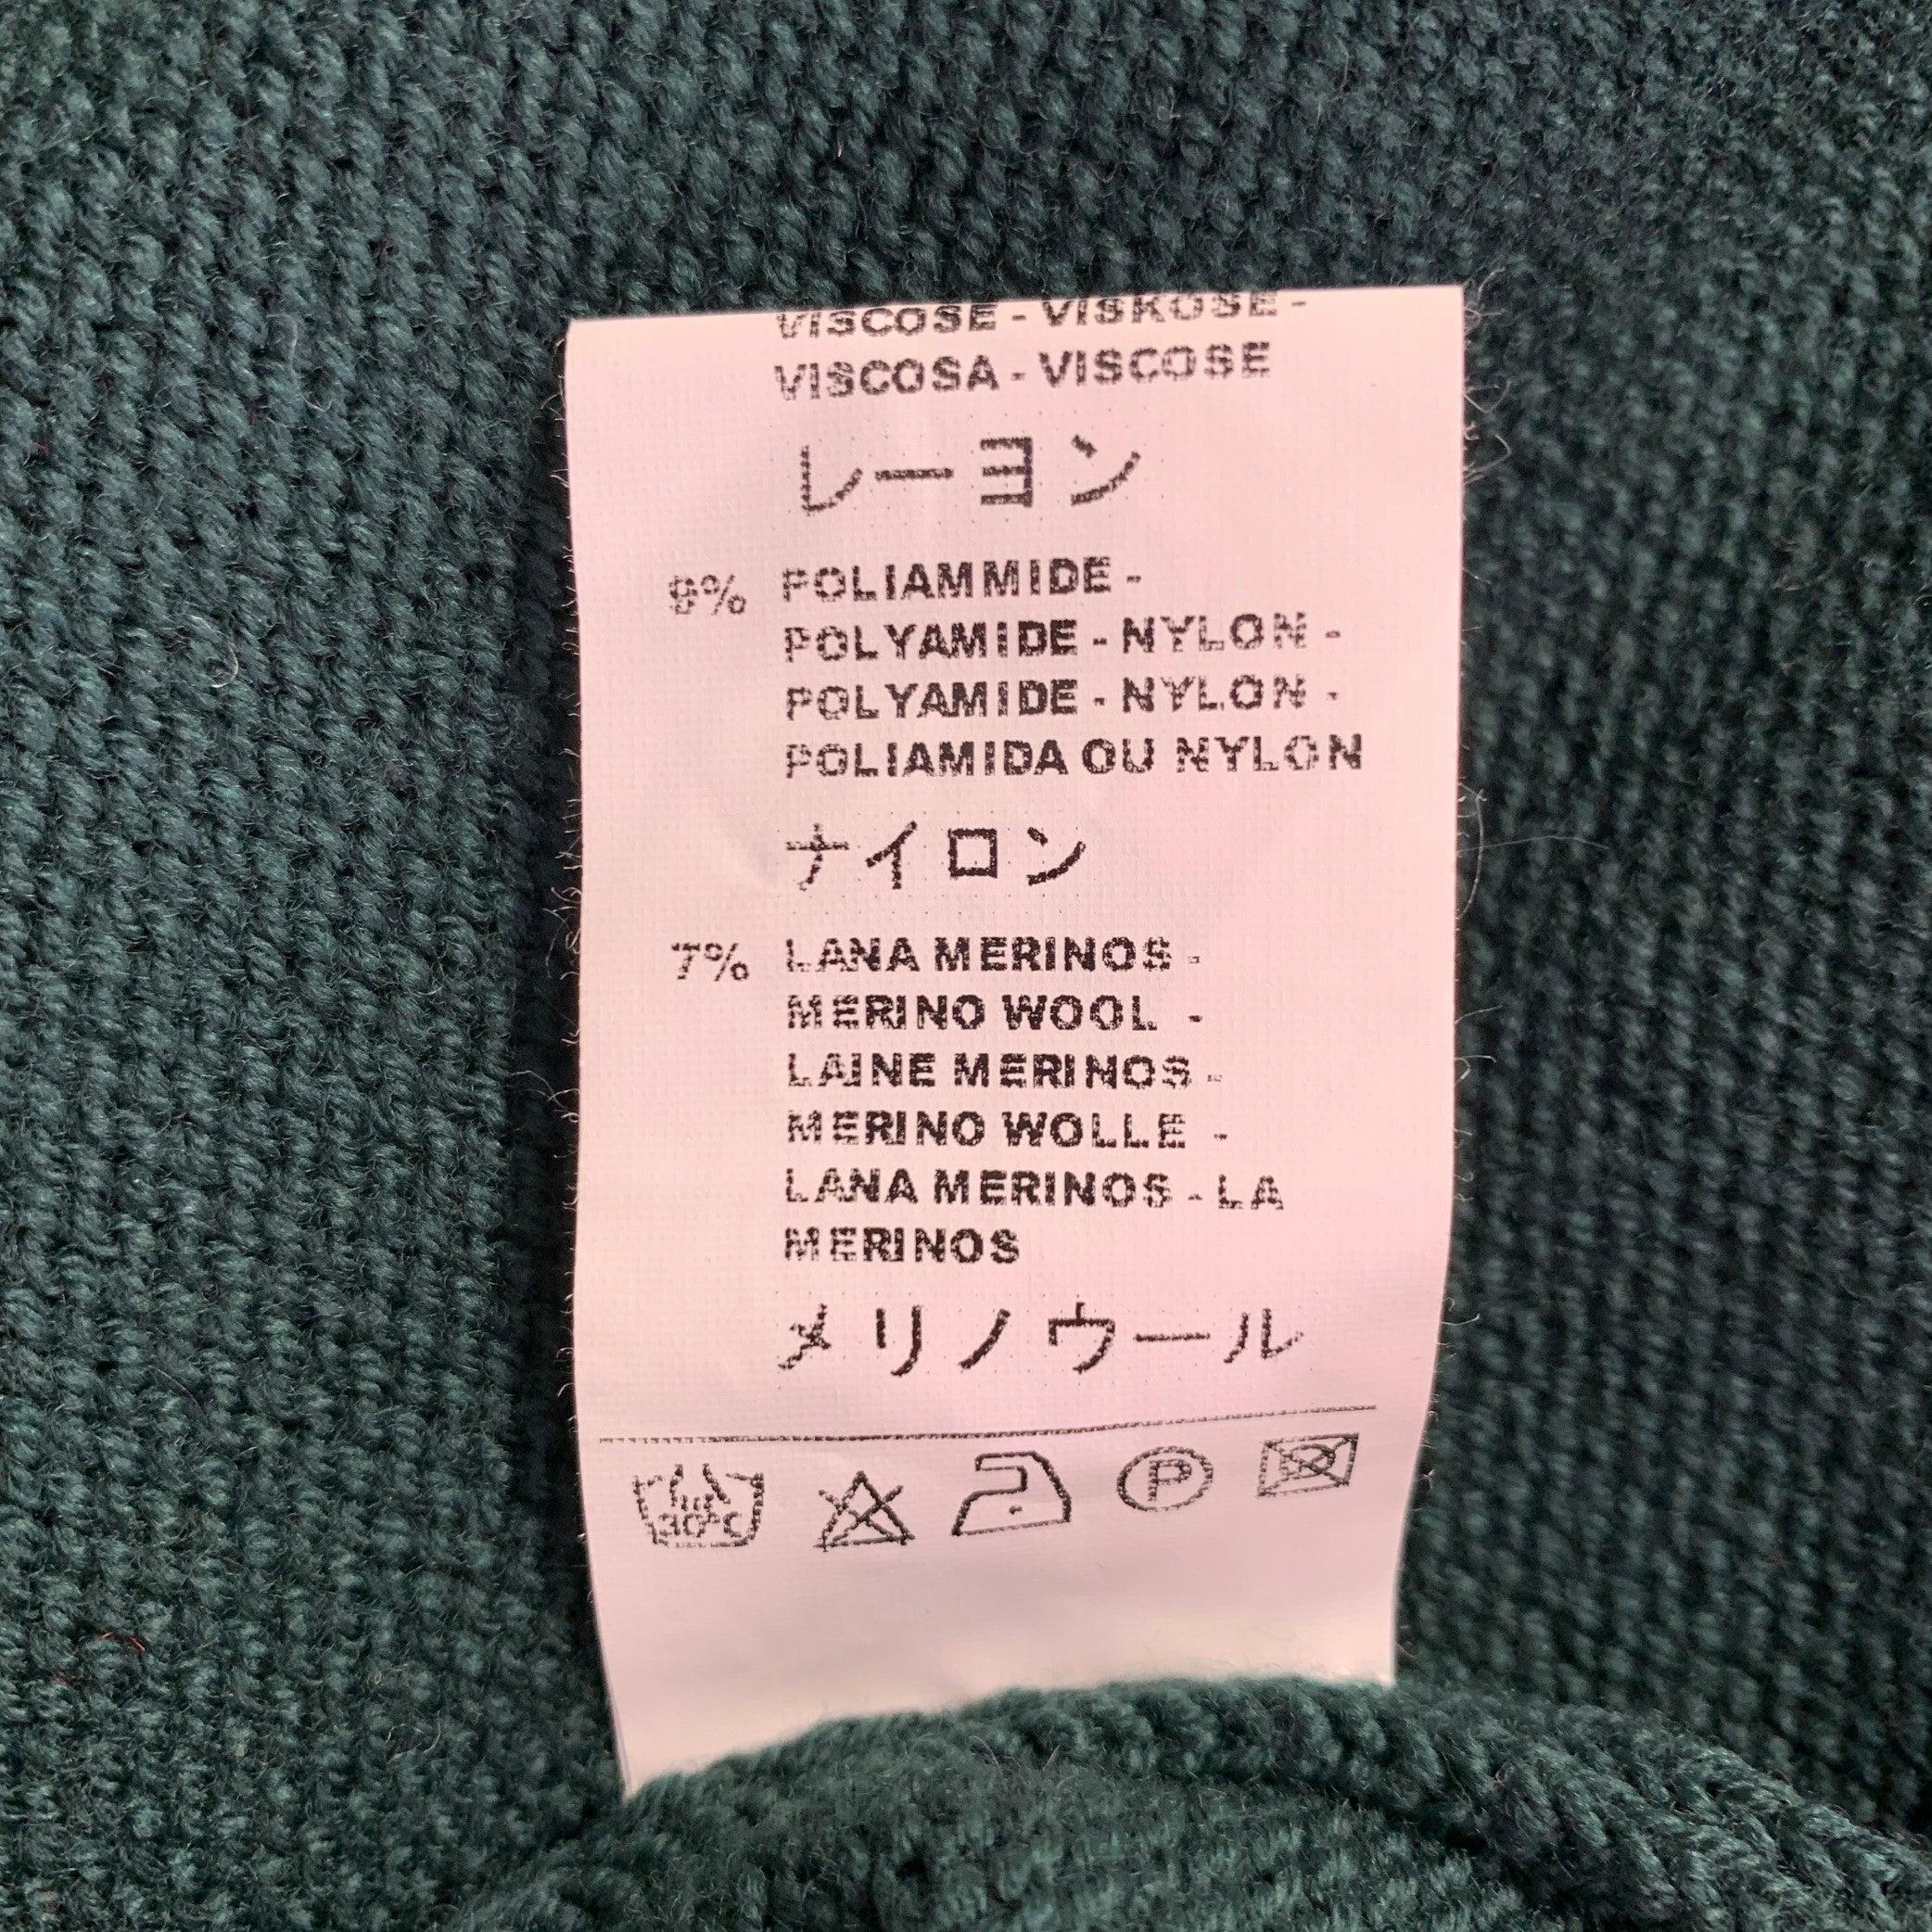 VISCOSE - VISKOSE -
VISCOSA - VISCOSE
レーヨン
POLIAMMIDE -
POLYAMIDE - NYLON -
POLYAMIDE - NYLON -
POLIAMIDA OU NYLON
ナイロン
7% LANA MERINOS -
MERINO WOOL -
LAINE MERINOS -
MERINO WOLLE -
LANA MERINOS - LA
MERINOS
メリノウール
30°C
P